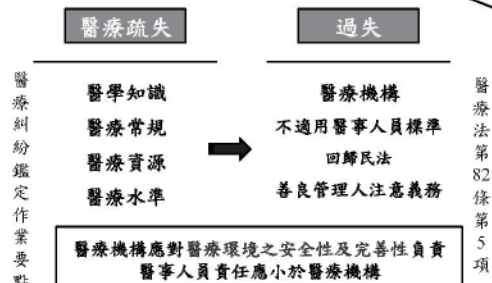 醫療疏失
過失
醫療糾紛鑑定作業要點
醫學知識
醫療常規
醫療資源
醫療水準
醫療機構
不適用醫事人員標準
回歸民法
善良管理人注意義務
醫療法第82條第5項
醫療機構應對醫療環境之安全性及完善性負責
醫事人員責任應小於醫療機構